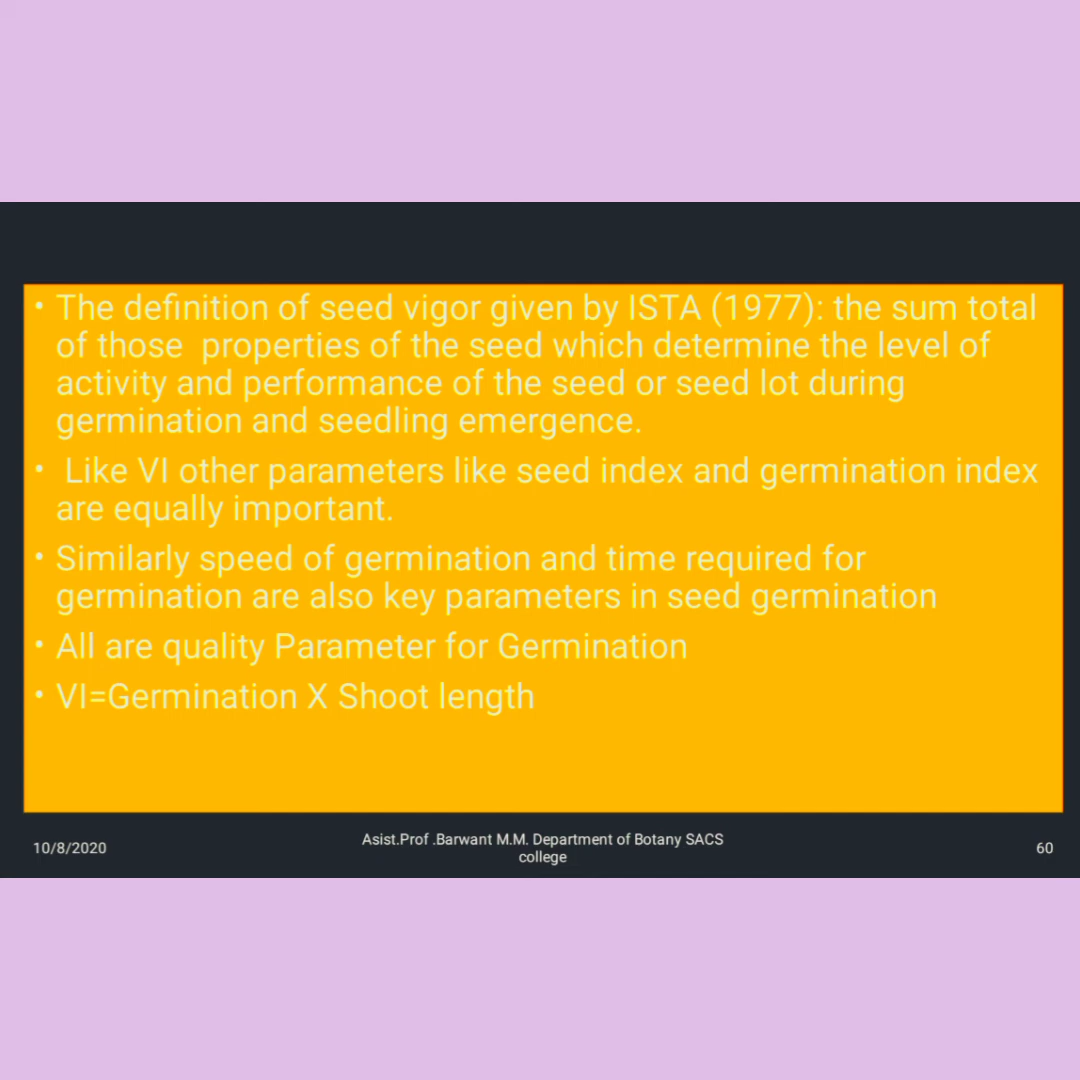 • The definition of seed vigor given by ISTA (1977): the sum total
of those  properties of the seed which determine the level of
activity and performance of the seed or seed lot during
germination and seedling emergence.
•  Like VI other parameters like seed index and germination index
are equally important.
• Similarly speed of germination and time required for
germination are also key parameters in seed germination
• All are quality Parameter for Germination
• VI=Germination X Shoot length
10/8/2020
Asist.Prof .Barwant M.M. Department of Botany SACS
college
60